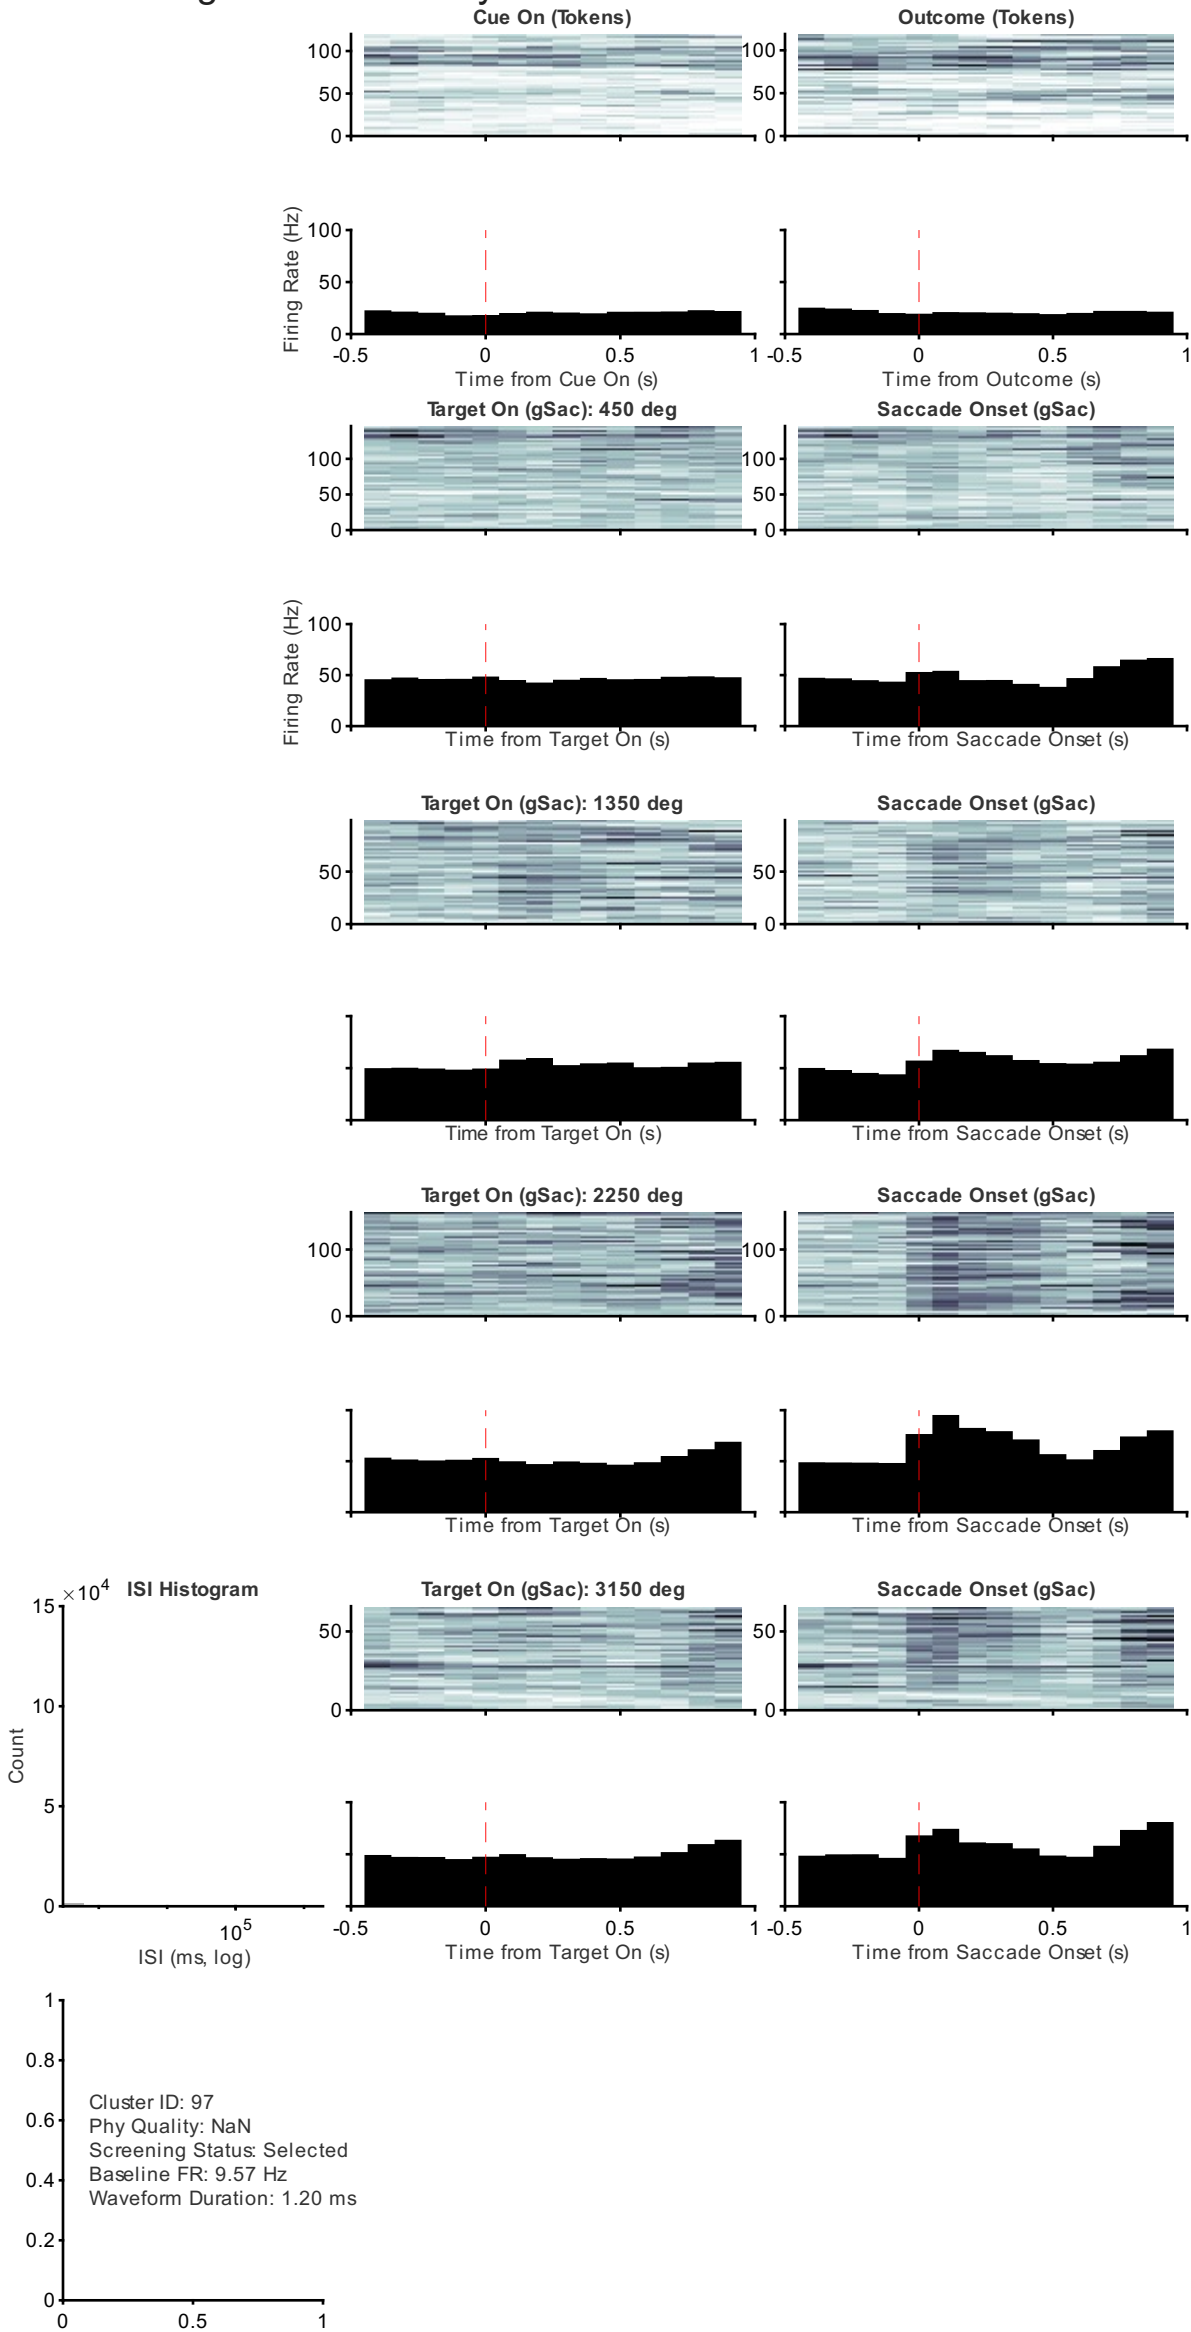 Cue On (Tokens)
Outcome (Tokens)
100
50
0
100
50
0
Firing Rate (Hz)
100
50
0
-0.5
0
0.5
1
-0.5
0
0.5
1
Time from Cue On (s)
Time from Outcome (s)
Target On (gSac): 450 deg
Saccade Onset (gSac)
100
50
0
100
50
0
Firing Rate (Hz)
100
50
0
Time from Target On (s)
Time from Saccade Onset (s)
Target On (gSac): 1350 deg
Saccade Onset (gSac)
50
0
50
0
Time from Target On (s)
Time from Saccade Onset (s)
Target On (gSac): 2250 deg
Saccade Onset (gSac)
100
0
100
0
Time from Target On (s)
Time from Saccade Onset (s)
×10^4
ISI Histogram
15
10
5
0
Count
10^5
ISI (ms, log)
Target On (gSac): 3150 deg
Saccade Onset (gSac)
50
0
50
0
-0.5
0
0.5
1
-0.5
0
0.5
1
Time from Target On (s)
Time from Saccade Onset (s)
1
0.8
0.6
0.4
0.2
0
Cluster ID: 97
Phy Quality: NaN
Screening Status: Selected
Baseline FR: 9.57 Hz
Waveform Duration: 1.20 ms
0
0.5
1